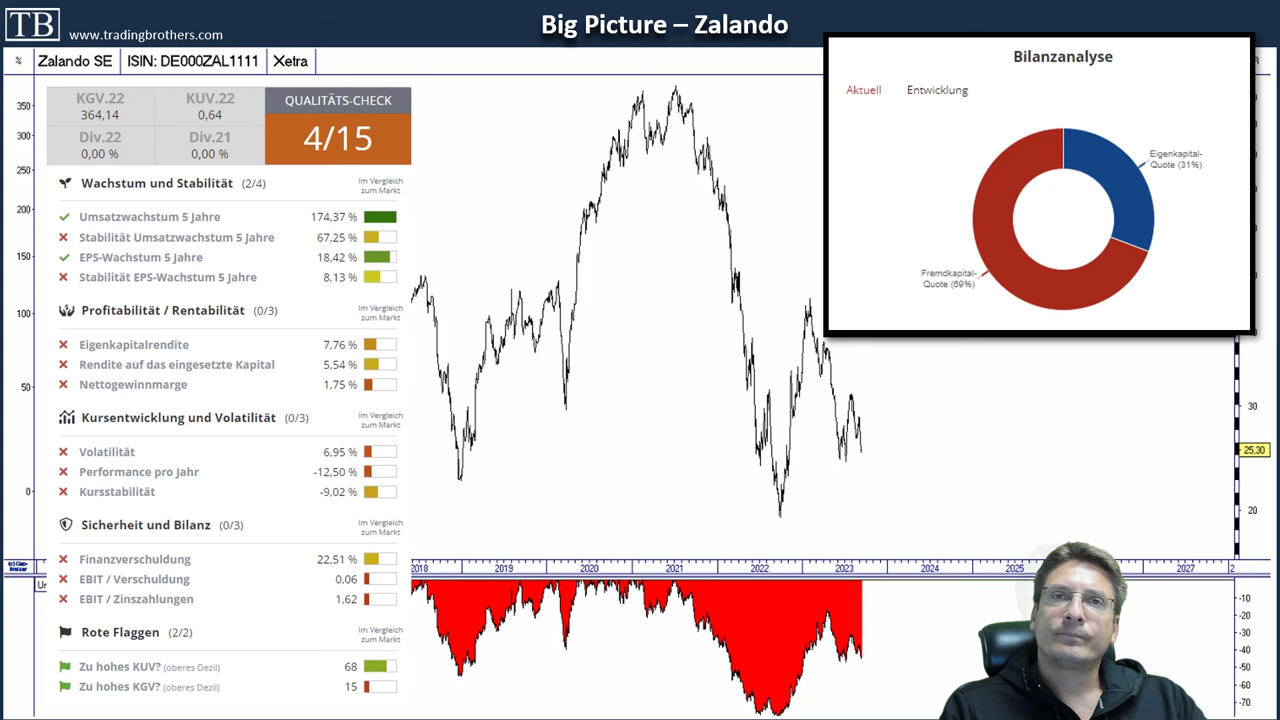 TB
www.tradingbrothers.com
Big Picture – Zalando
%
Zalando SE
ISIN: DE000ZAL1111
Xetra
KGV.22
364,14
KUV.22
0,64
Div.22
0,00 %
Div.21
0,00 %
QUALITÄTS-CHECK
4/15
Wachstum und Stabilität (2/4)
Im Vergleich
zum Markt
Umsatzwachstum 5 Jahre 174,37 %
Stabilität Umsatzwachstum 5 Jahre 67,25 %
EPS-Wachstum 5 Jahre 18,42 %
Stabilität EPS-Wachstum 5 Jahre 8,13 %
Profitabilität / Rentabilität (0/3)
Im Vergleich
zum Markt
Eigenkapitalrendite 7,76 %
Rendite auf das eingesetzte Kapital 5,54 %
Nettogewinnmarge 1,75 %
Kursentwicklung und Volatilität (0/3)
Im Vergleich
zum Markt
Volatilität 6,95 %
Performance pro Jahr -12,50 %
Kursstabilität -9,02 %
Sicherheit und Bilanz (0/3)
Im Vergleich
zum Markt
Finanzverschuldung 22,51 %
EBIT / Verschuldung 0,06
EBIT / Zinszahlungen 1,62
Rote Flaggen (2/2)
Im Vergleich
zum Markt
Zu hohes KUV? (oberes Dezil) 68
Zu hohes KGV? (oberes Dezil) 15
350
300
250
200
150
100
50
0
Bilanzanalyse
Aktuell
Entwicklung
Eigenkapital-
Quote (31%)
Fremdkapital-
Quote (69%)
30
25,30
20
2018 2019 2020 2021 2022 2023 2024 2025 2026 2027 2
-10
-20
-30
-40
-50
-60
-70